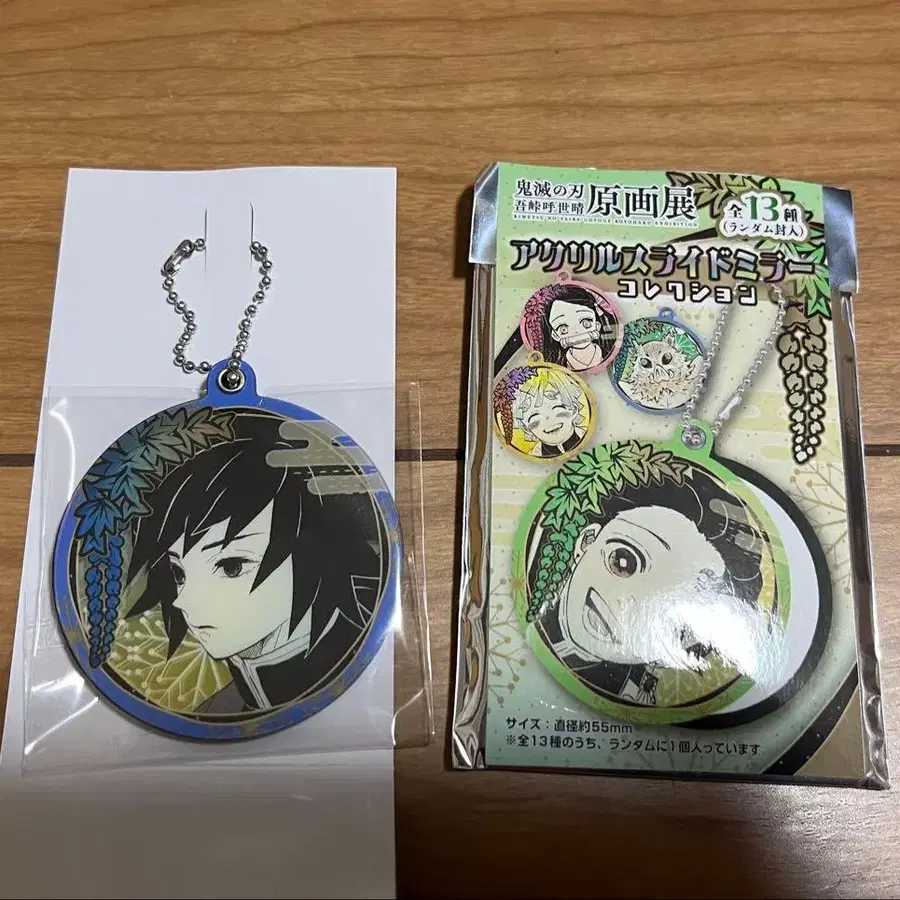 鬼滅の刃
吾峠呼世晴
原画展
KIMETSU NO YAIBA GOTOGE KOYOHARU EXHIBITION
全13種
(ランダム封入)
アクリルスライドミラー
コレクション
サイズ：直径約55mm
※全13種のうち、ランダムに1個入っています。